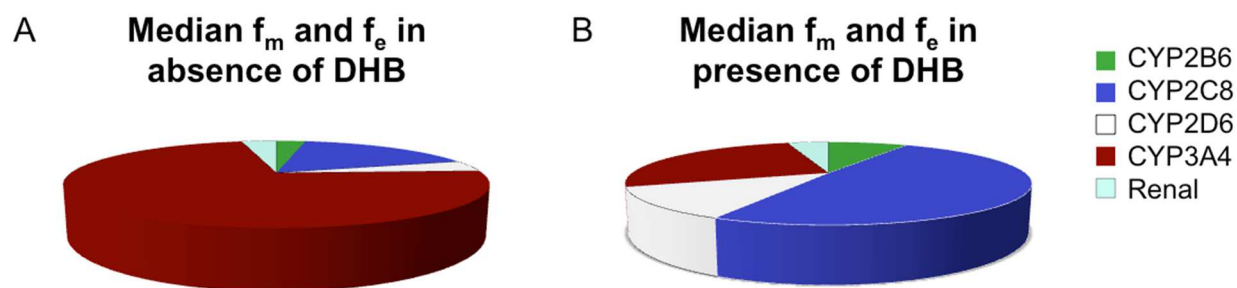 A
Median fm and fe in
absence of DHB
B
Median fm and fe in
presence of DHB
CYP2B6
CYP2C8
CYP2D6
CYP3A4
Renal